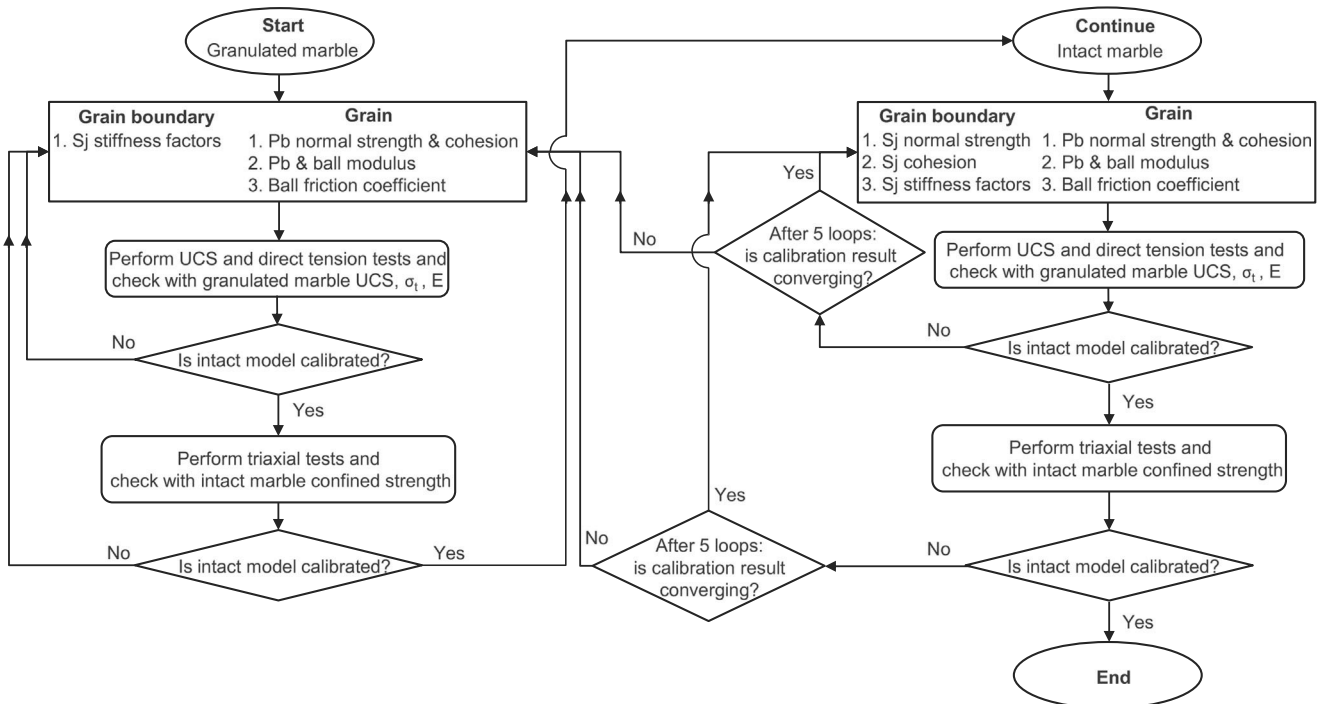 Start
Granulated marble
Grain boundary
1. Sj stiffness factors
Grain
1. Pb normal strength & cohesion
2. Pb & ball modulus
3. Ball friction coefficient
Perform UCS and direct tension tests and
check with granulated marble UCS, σt , E
No
Is intact model calibrated?
Yes
Perform triaxial tests and
check with intact marble confined strength
No
Is intact model calibrated?
Yes
Continue
Intact marble
Grain boundary
1. Sj normal strength
2. Sj cohesion
3. Sj stiffness factors
Grain
1. Pb normal strength & cohesion
2. Pb & ball modulus
3. Ball friction coefficient
Perform UCS and direct tension tests and
check with granulated marble UCS, σt , E
No
Is intact model calibrated?
Yes
No
After 5 loops:
is calibration result
converging?
Yes
Perform triaxial tests and
check with intact marble confined strength
No
Is intact model calibrated?
Yes
No
After 5 loops:
is calibration result
converging?
Yes
End